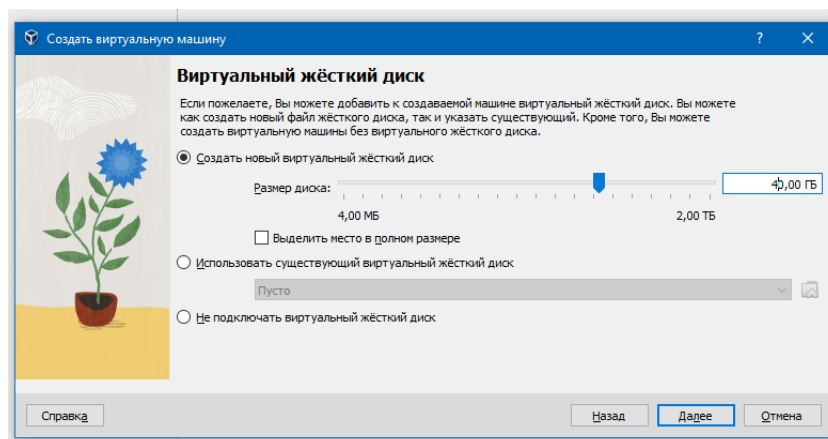 Создать виртуальную машину
Виртуальный жёсткий диск
Если пожелаете, Вы можете добавить к создаваемой машине виртуальный жёсткий диск. Вы можете
как создать новый файл жёсткого диска, так и указать существующий. Кроме того, Вы можете
создать виртуальную машины без виртуального жёсткого диска.
Создать новый виртуальный жёсткий диск
Размер диска: 40,00 ГБ
4,00 МБ 2,00 ТБ
Выделить место в полном размере
Использовать существующий виртуальный жёсткий диск
Пусто
Не подключать виртуальный жёсткий диск
Справка Назад Далее Отмена